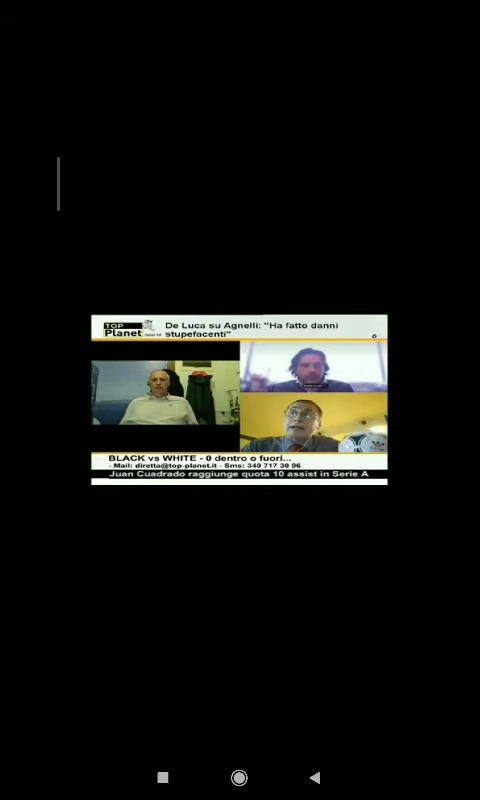 TOP
Planet
De Luca su Agnelli: "Ha fatto danni
stupefacenti"
BLACK vs WHITE - 0 dentro o fuori...
- Mail: diretta@top-planet.it - Sms: 340 717 30 96
Juan Cuadrado raggiunge quota 10 assist in Serie A